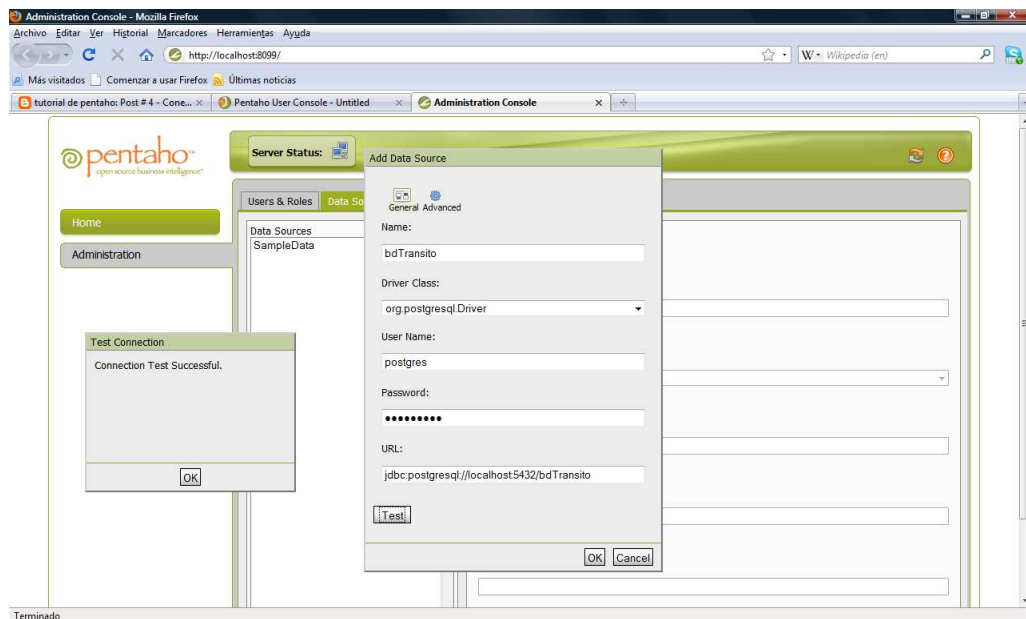 Administration Console - Mozilla Firefox
Archivo Editar Ver Historial Marcadores Herramientas Ayuda
http://localhost:8099/
W Wikipedia (en)
Más visitados Comenzar a usar Firefox Últimas noticias
tutorial de pentaho: Post # 4 - Cone...
Pentaho User Console - Untitled
Administration Console
pentaho
open source business intelligence
Server Status:
Home
Administration
Users & Roles
Data So
Data Sources
SampleData
Add Data Source
General Advanced
Name:
bdTransito
Driver Class:
org.postgresql.Driver
User Name:
postgres
Password:
•••••••••
URL:
jdbc:postgresql://localhost:5432/bdTransito
Test
OK Cancel
Test Connection
Connection Test Successful.
OK
Terminado